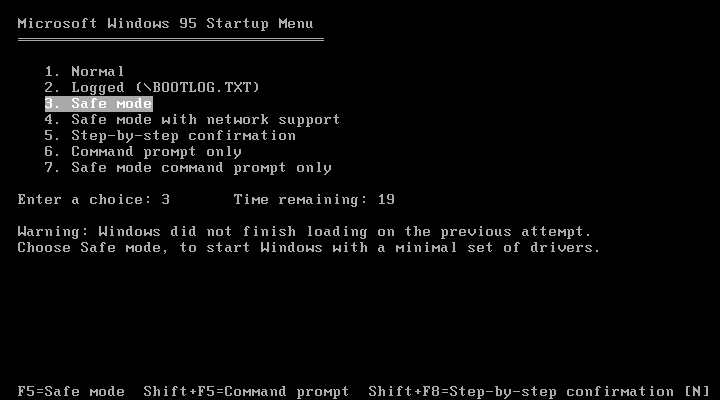 Microsoft Windows 95 Startup Menu
1. Normal
2. Logged (\BOOTLOG.TXT)
3. Safe mode
4. Safe mode with network support
5. Step-by-step confirmation
6. Command prompt only
7. Safe mode command prompt only
Enter a choice: 3 Time remaining: 19
Warning: Windows did not finish loading on the previous attempt.
Choose Safe mode, to start Windows with a minimal set of drivers.
F5=Safe mode Shift+F5=Command prompt Shift+F8=Step-by-step confirmation [N]